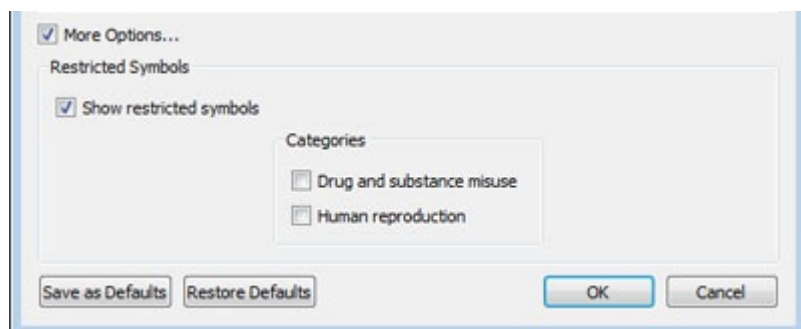 More Options...
Restricted Symbols
Show restricted symbols
Categories
Drug and substance misuse
Human reproduction
Save as Defaults Restore Defaults OK Cancel